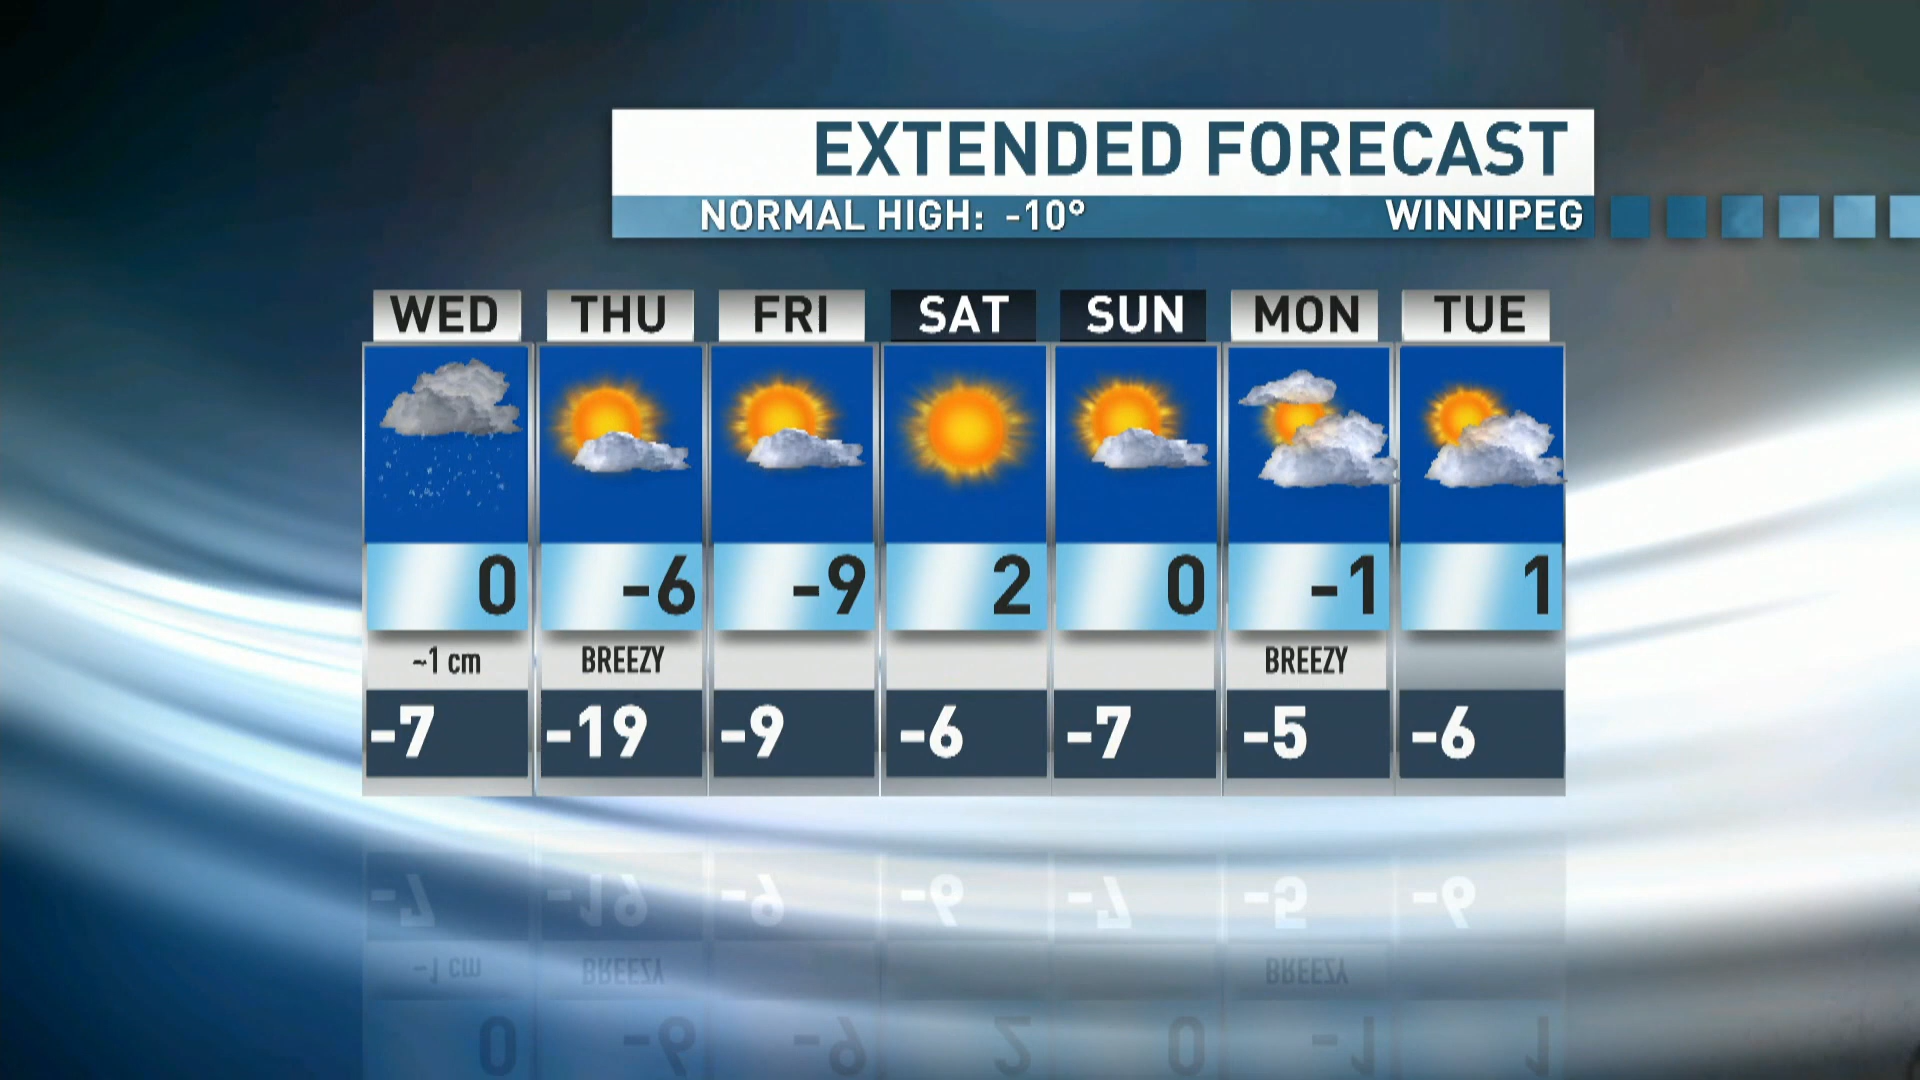 EXTENDED FORECAST
NORMAL HIGH: -10° WINNIPEG
WED THU FRI SAT SUN MON TUE
0 -6 -9 2 0 -1 1
~1 cm BREEZY BREEZY
-7 -19 -9 -6 -7 -5 -6